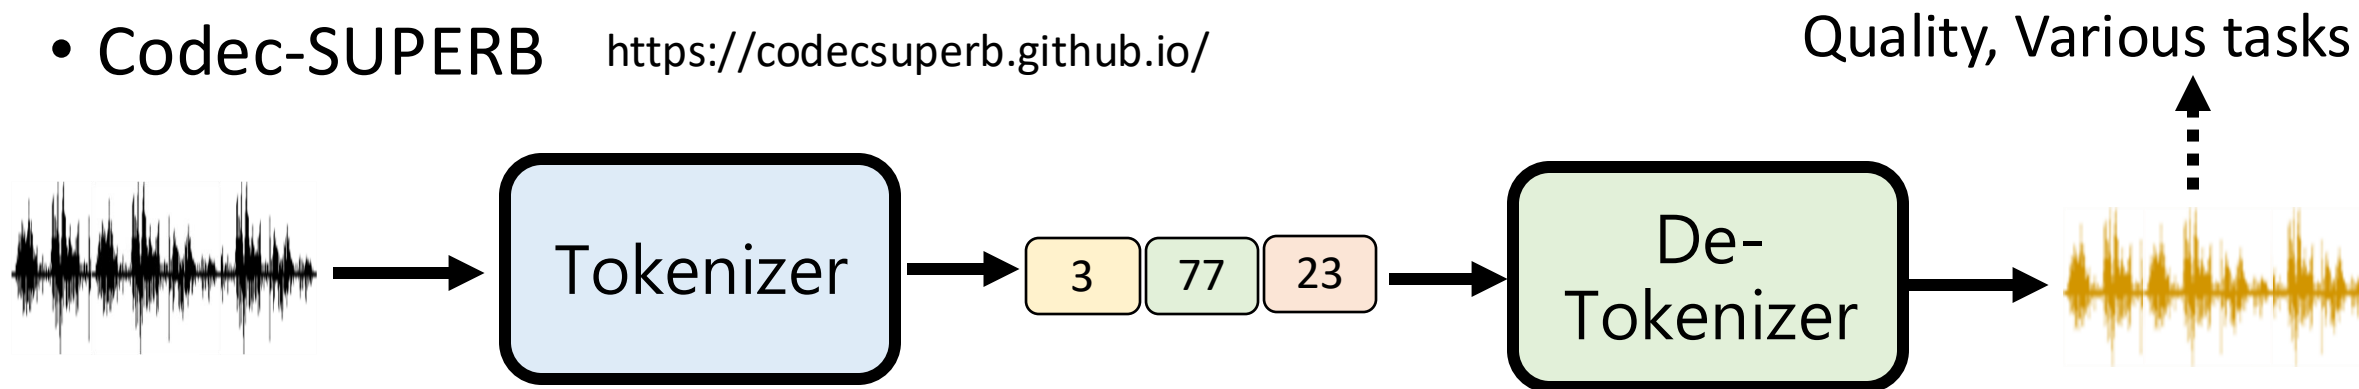 • Codec-SUPERB https://codecsuperb.github.io/
Quality, Various tasks
Tokenizer
3 77 23
De-
Tokenizer